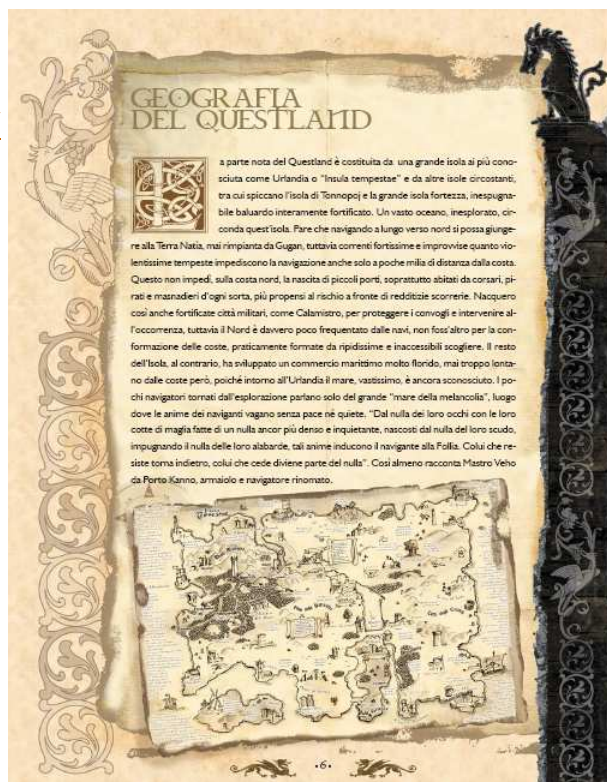 GEOGRAFIA
DEL QUESTLAND
La parte nota del Questland è costituita da una grande isola ai più cono-
sciuta come Urlandia o "Insula tempestae" e da altre isole circostanti,
tra cui spiccano l'isola di Tonnopoj e la grande isola fortezza, inespugna-
bile baluardo interamente fortificato. Un vasto oceano, inesplorato, cir-
conda quest'isola. Pare che navigando a lungo verso nord si possa giunge-
re alla Terra Natia, mai rimpianta da Gugan, tuttavia correnti fortissime e improvvise quanto vio-
lentissime tempeste impediscono la navigazione anche solo a poche milia di distanza dalla costa.
Questo non impedì, sulla costa nord, la nascita di piccoli porti, soprattutto abitati da corsari, pi-
rati e masnadieri d'ogni sorta, più propensi al rischio a fronte di redditizie scorrerie. Nacquero
così anche fortificate città militari, come Calamistro, per proteggere i convogli e intervenire al-
l'occorrenza, tuttavia il Nord è davvero poco frequentato dalle navi, non foss'altro per la con-
formazione delle coste, praticamente formate da ripidissime e inaccessibili scogliere. Il resto
dell'Isola, al contrario, ha sviluppato un commercio marittimo molto florido, mai troppo lonta-
no dalle coste però, poiché intorno all'Urlandia il mare, vastissimo, è ancora sconosciuto. I po-
chi navigatori tornati dall'esplorazione parlano solo del grande "mare della melancolia", luogo
dove le anime dei naviganti vagano senza pace nè quiete. "Dal nulla dei loro occhi con le loro
cotte di maglia fatte di un nulla ancor più denso e inquietante, nascosti dal nulla del loro scudo,
impugnando il nulla delle loro alabarde, tali anime inducono il navigante alla Follia. Colui che re-
siste torna indietro, colui che cede diviene parte del nulla". Così almeno racconta Mastro Veho
da Porto Kanno, armaiolo e navigatore rinomato.
•6•